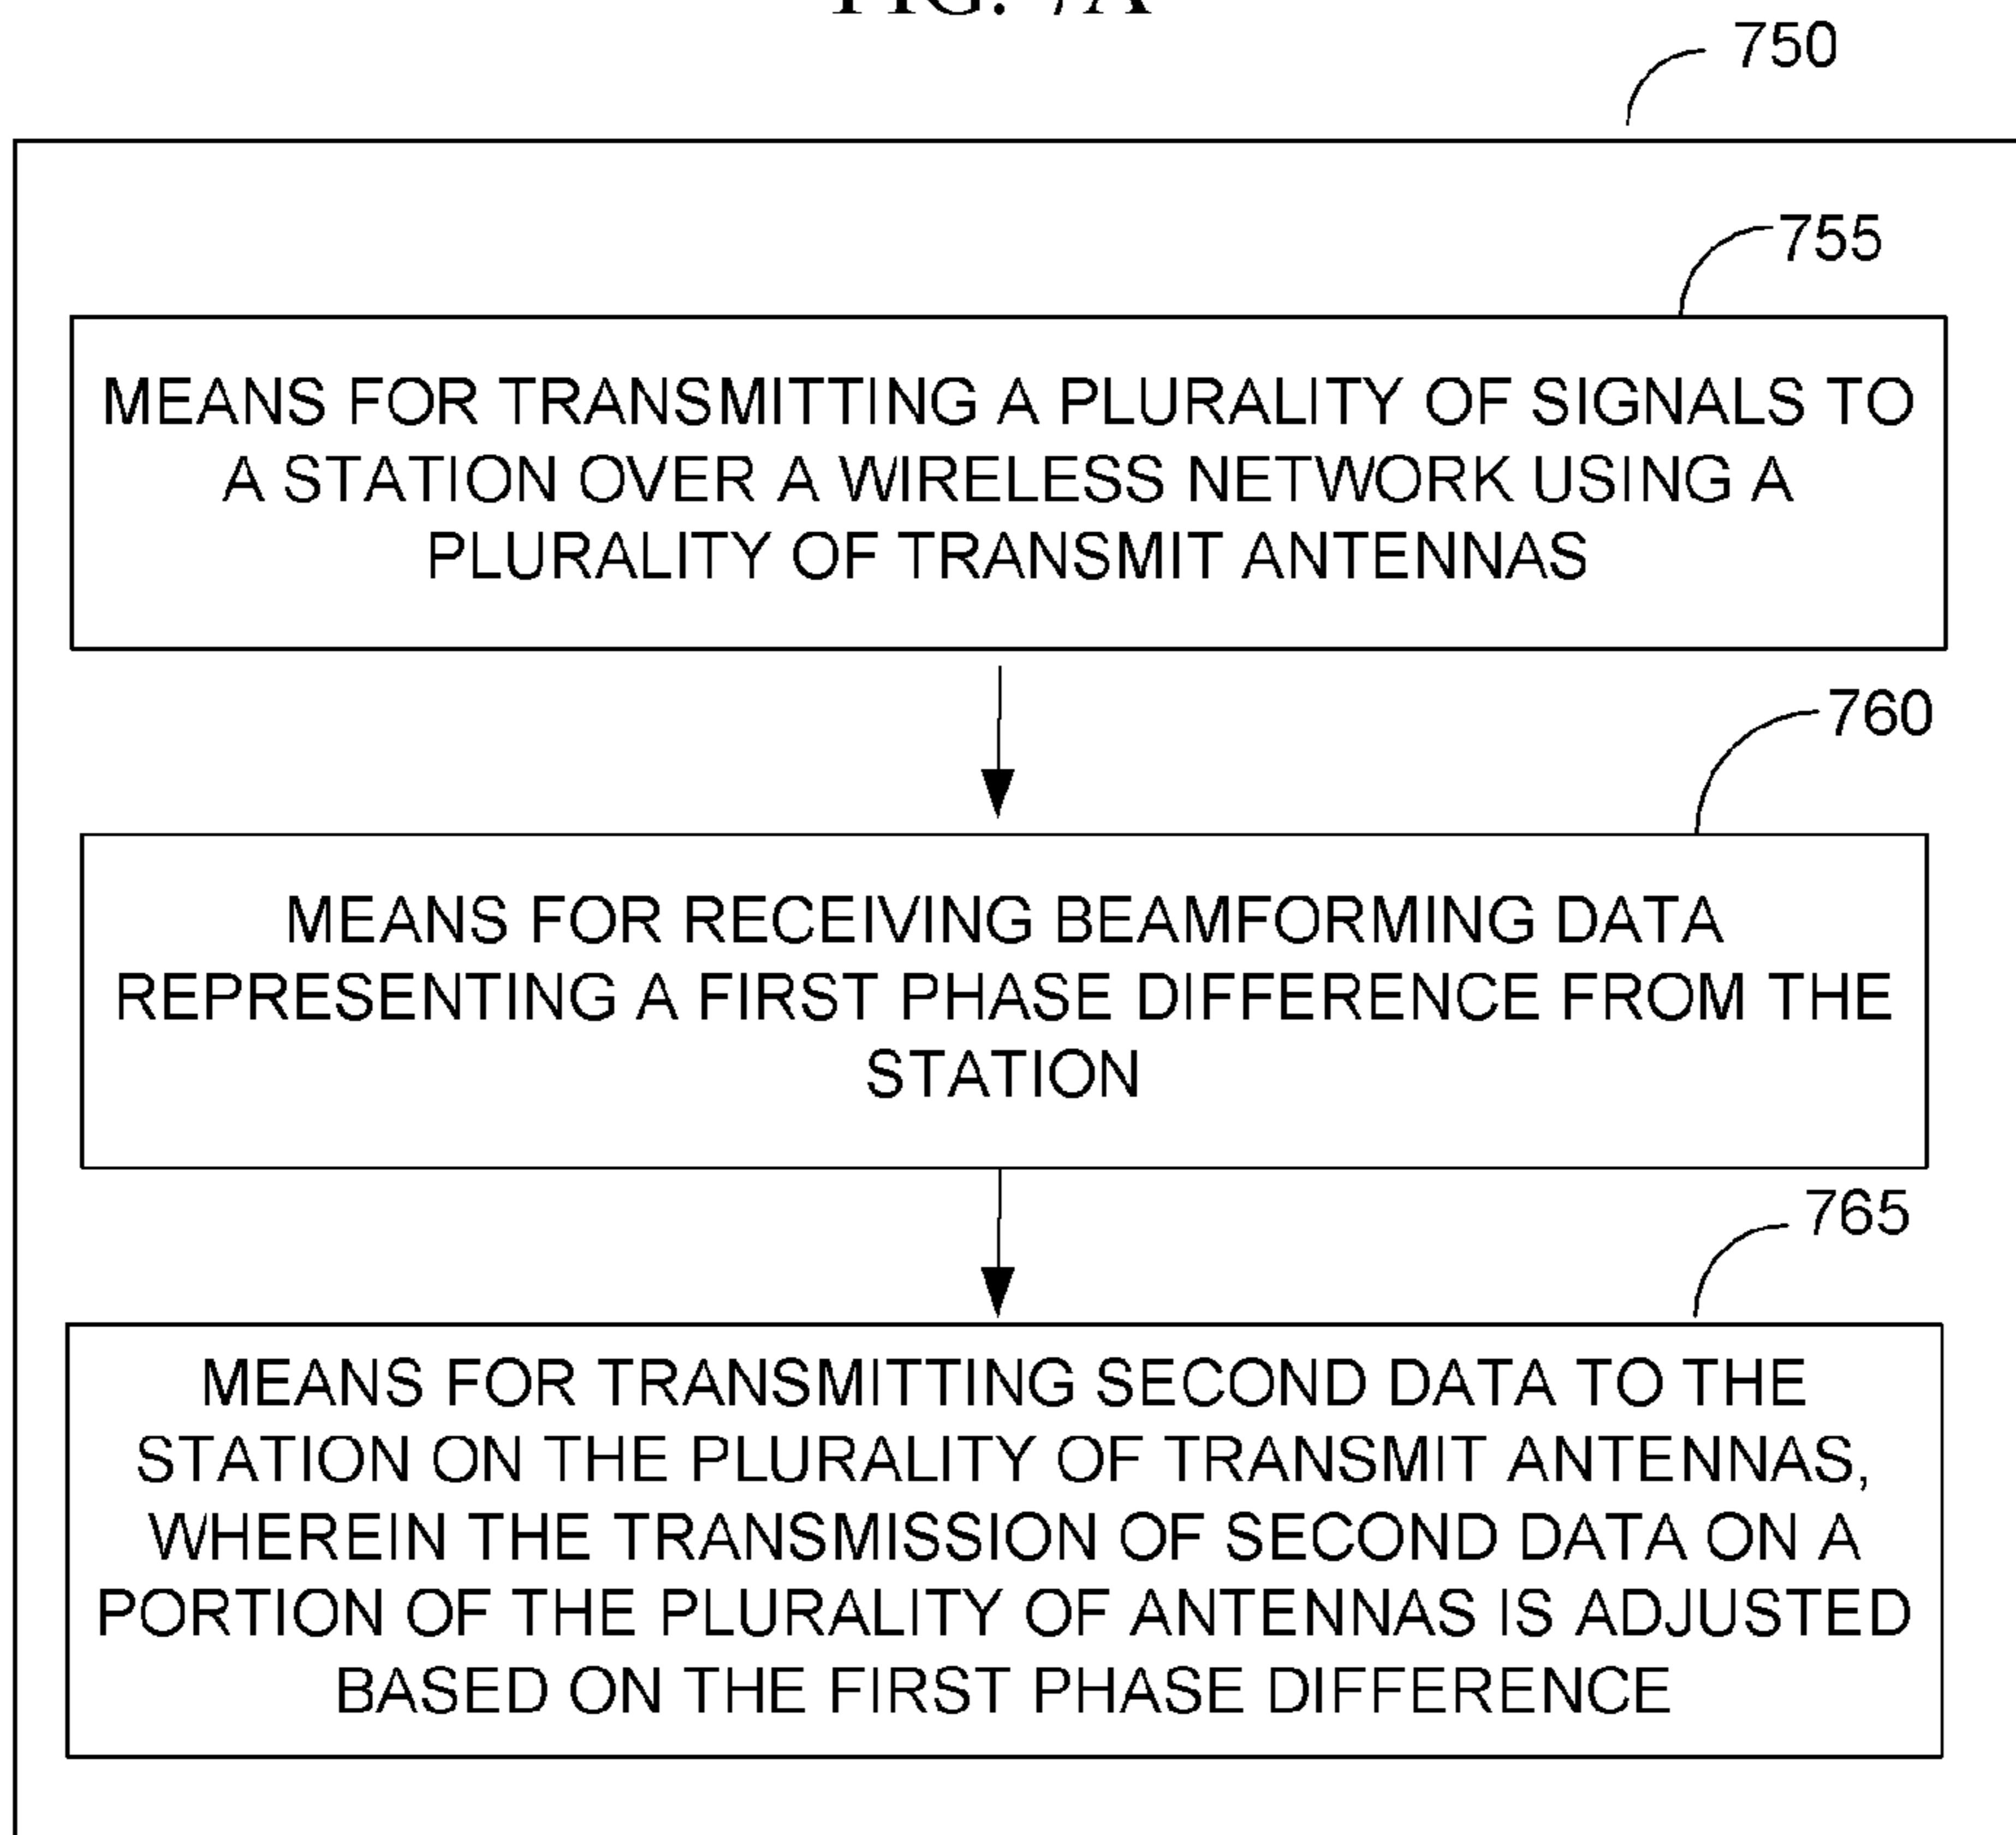 FIG. 7A
750
755
MEANS FOR TRANSMITTING A PLURALITY OF SIGNALS TO
A STATION OVER A WIRELESS NETWORK USING A
PLURALITY OF TRANSMIT ANTENNAS
760
MEANS FOR RECEIVING BEAMFORMING DATA
REPRESENTING A FIRST PHASE DIFFERENCE FROM THE
STATION
765
MEANS FOR TRANSMITTING SECOND DATA TO THE
STATION ON THE PLURALITY OF TRANSMIT ANTENNAS,
WHEREIN THE TRANSMISSION OF SECOND DATA ON A
PORTION OF THE PLURALITY OF ANTENNAS IS ADJUSTED
BASED ON THE FIRST PHASE DIFFERENCE